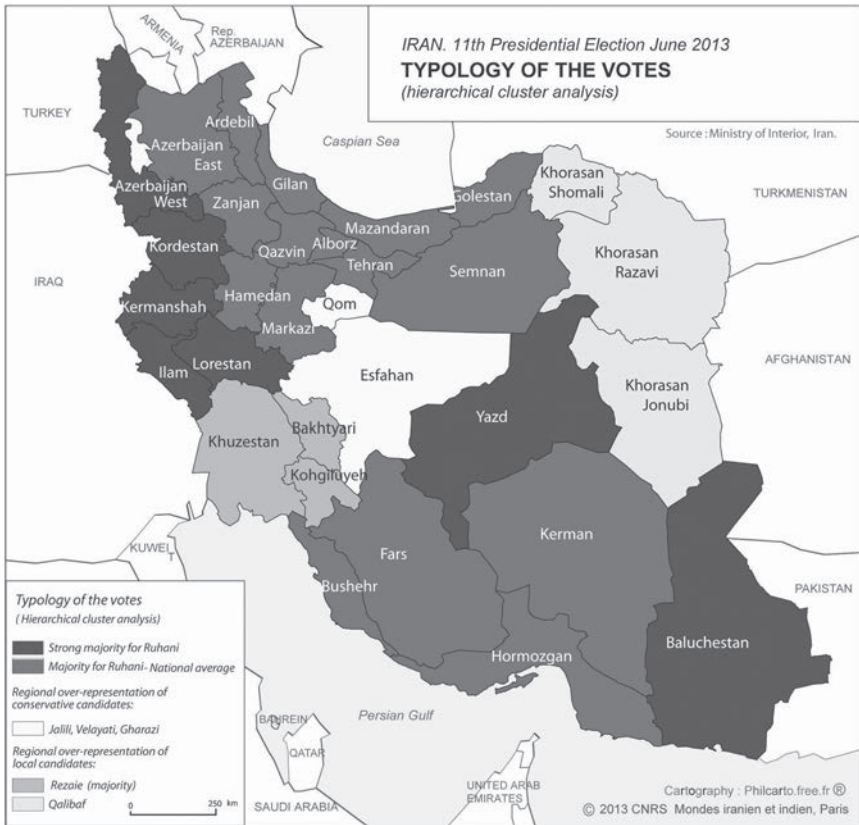 IRAN. 11th Presidential Election June 2013
TYPOLOGY OF THE VOTES
(hierarchical cluster analysis)
Source : Ministry of Interior, Iran.
ARMENIA
Rep.
AZERBAIJAN
TURKEY
Caspian Sea
TURKMENISTAN
IRAQ
AFGHANISTAN
KUWEIT
PAKISTAN
Persian Gulf
BAHREIN
QATAR
SAUDI ARABIA
UNITED ARAB
EMIRATES
Ardebil
Azerbaijan
East
Azerbaijan
West
Gilan
Zanjan
Golestan
Khorasan
Shomali
Mazandaran
Kordestan
Qazvin
Alborz
Tehran
Semnan
Khorasan
Razavi
Hamedan
Qom
Kermanshah
Markazi
Lorestan
Ilam
Esfahan
Khorasan
Jonubi
Yazd
Bakhtyari
Khuzestan
Kohgiluyeh
Fars
Kerman
Bushehr
Hormozgan
Baluchestan
Typology of the votes
( Hierarchical cluster analysis)
Strong majority for Ruhani
Majority for Ruhani - National average
Regional over-representation of
conservative candidates:
Jalili, Velayati, Gharazi
Regional over-representation of
local candidates:
Rezaie (majority)
Qalibaf
0 250 km
Cartography : Philcarto.free.fr ®
© 2013 CNRS Mondes iranien et indien, Paris